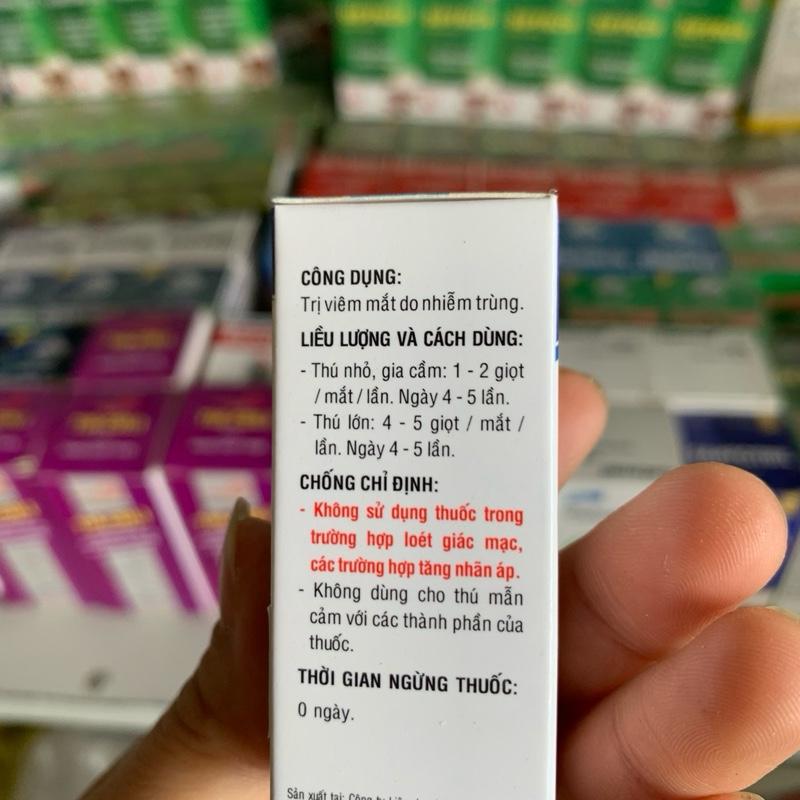 CÔNG DỤNG:
Trị viêm mắt do nhiễm trùng.
LIỀU LƯỢNG VÀ CÁCH DÙNG:
- Thú nhỏ, gia cầm: 1 - 2 giọt
/ mắt / lần. Ngày 4 - 5 lần.
- Thú lớn: 4 - 5 giọt / mắt /
lần. Ngày 4 - 5 lần.
CHỐNG CHỈ ĐỊNH:
- Không sử dụng thuốc trong
trường hợp loét giác mạc,
các trường hợp tăng nhãn áp.
- Không dùng cho thú mẫn
cảm với các thành phần của
thuốc.
THỜI GIAN NGỪNG THUỐC:
0 ngày.
Sản xuất tại: Công ty